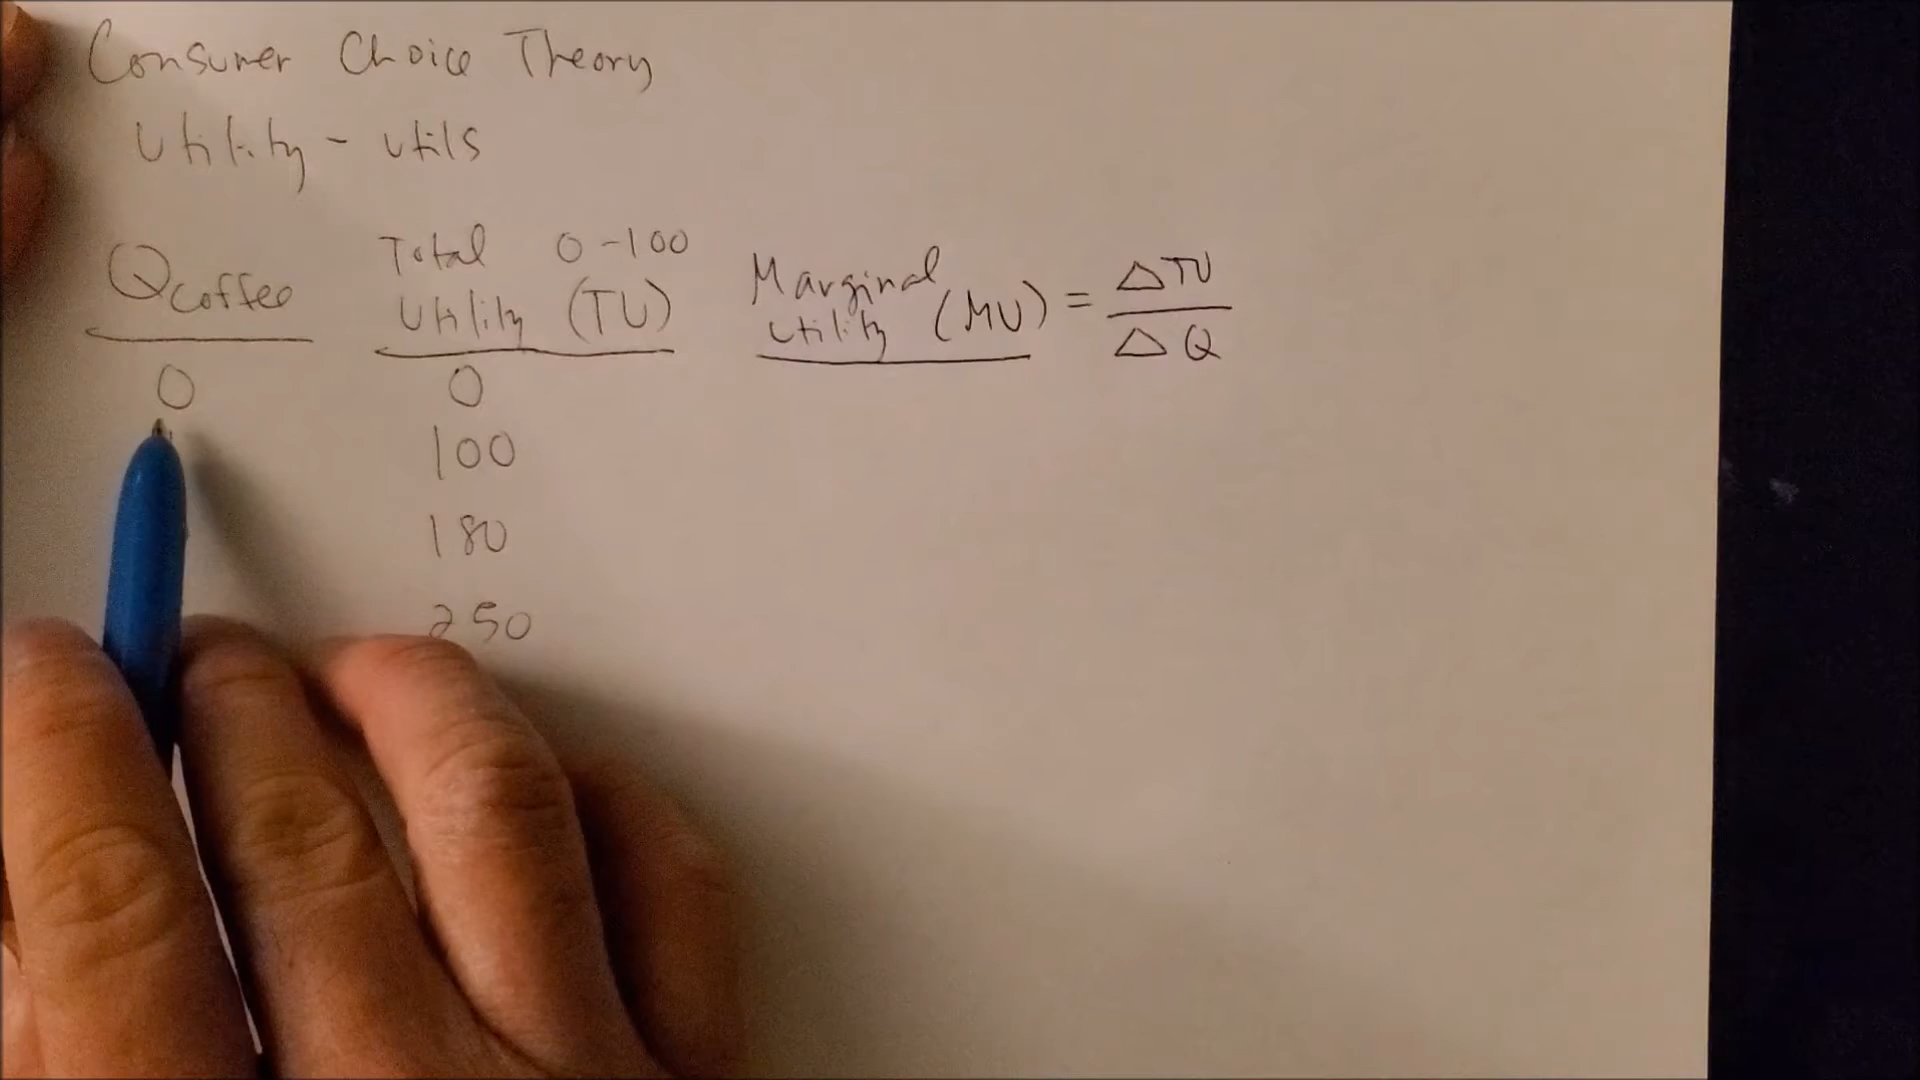 Consumer Choice Theory
Utility - utils
Qcoffee
Total 0-100
Utility (TU)
Marginal
utility (MU) = ΔTU / ΔQ
0 0
100
180
250